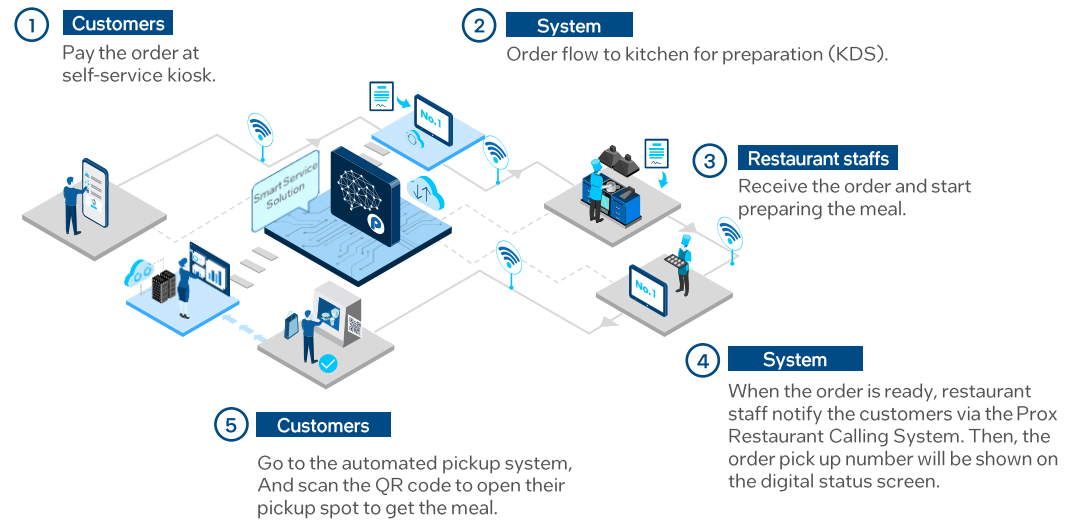 1 Customers
Pay the order at
self-service kiosk.
2 System
Order flow to kitchen for preparation (KDS).
No.1
Smart Service
Solution
P
3 Restaurant staffs
Receive the order and start
preparing the meal.
No.1
4 System
When the order is ready, restaurant
staff notify the customers via the Prox
Restaurant Calling System. Then, the
order pick up number will be shown on
the digital status screen.
5 Customers
Go to the automated pickup system,
And scan the QR code to open their
pickup spot to get the meal.